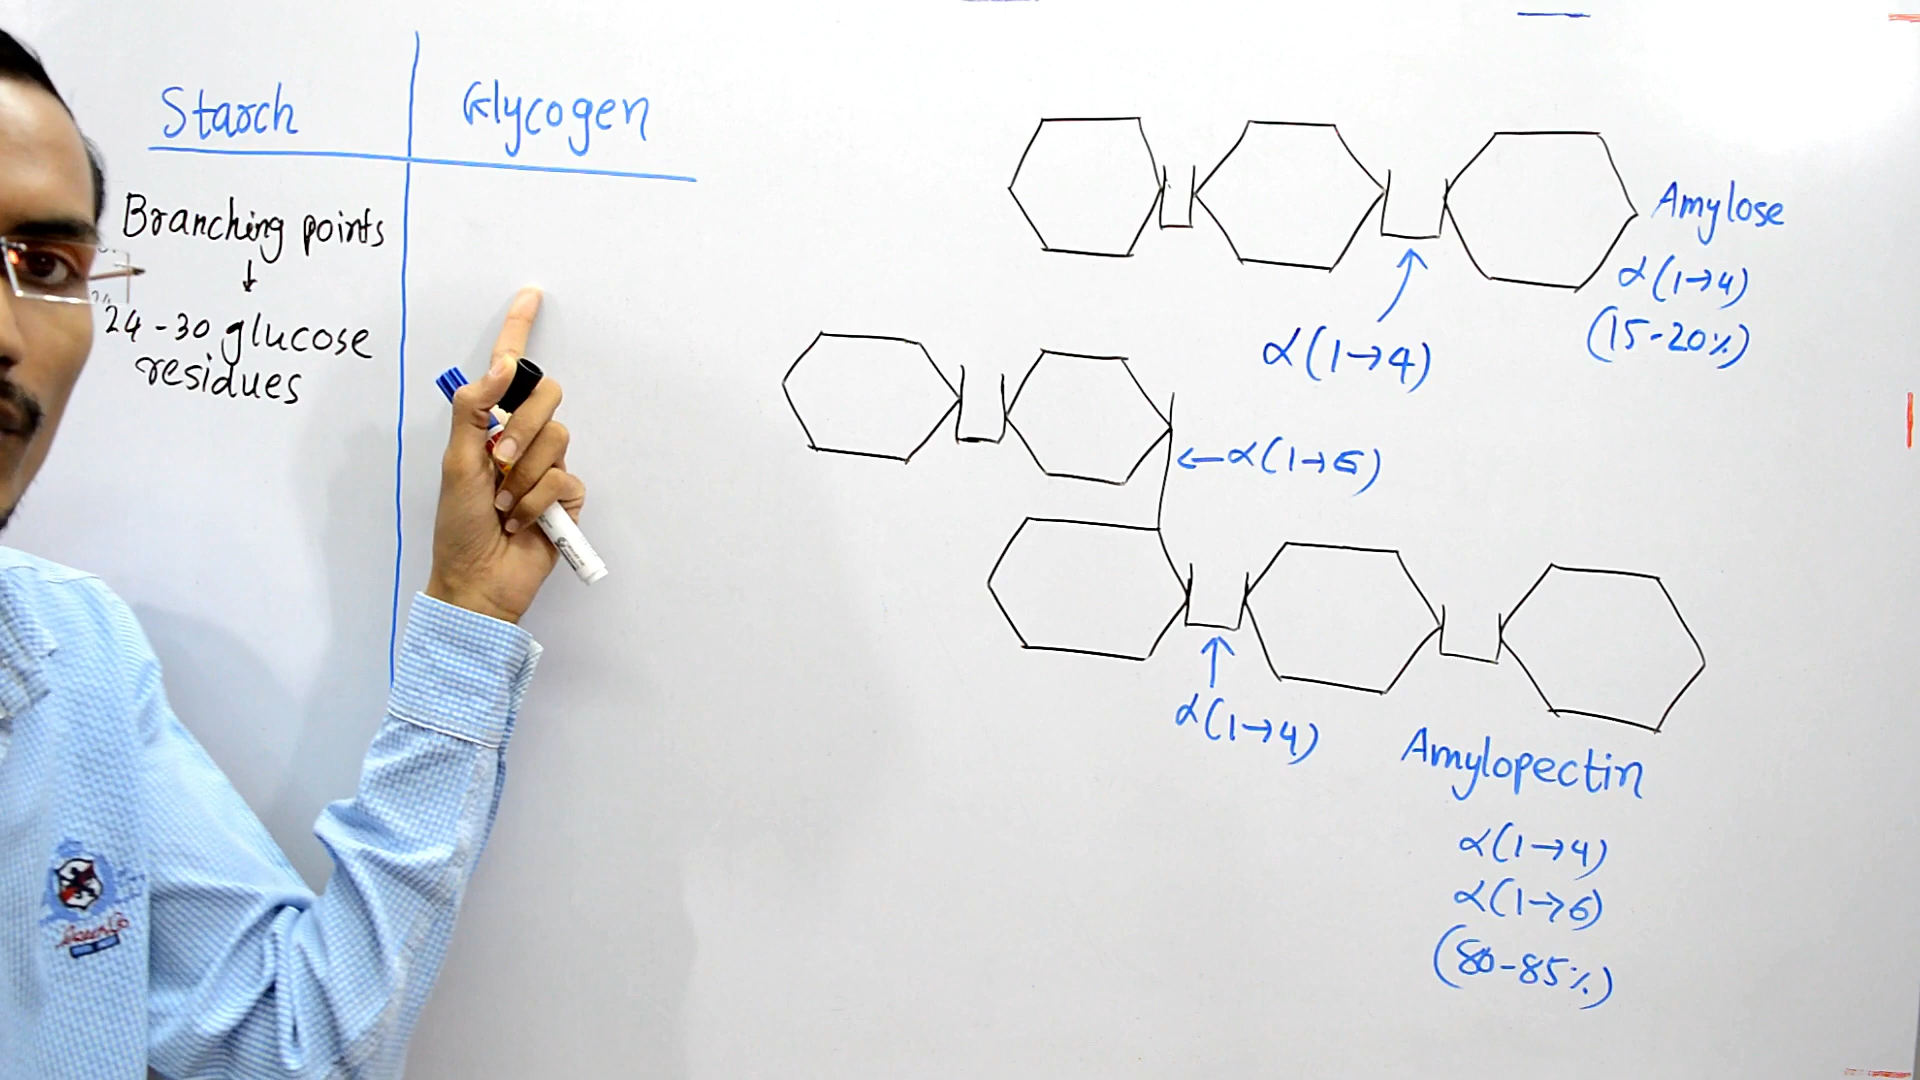 Starch
Glycogen
Branching points
↓
24-30 glucose
residues
Amylose
α(1→4)
(15-20%)
α(1→4)
←α(1→6)
α(1→4)
Amylopectin
α(1→4)
α(1→6)
(80-85%)